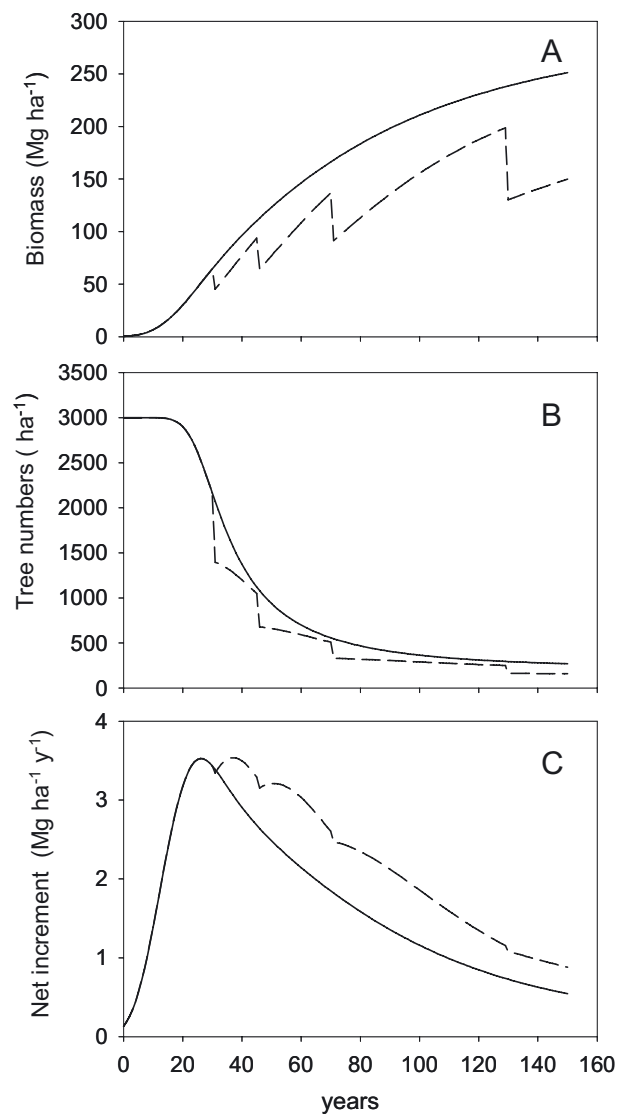 300
250
200
150
100
50
0
Biomass (Mg ha-1)
A
3500
3000
2500
2000
1500
1000
500
0
Tree numbers ( ha-1)
B
4
3
2
1
0
Net increment (Mg ha-1 y-1)
C
0 20 40 60 80 100 120 140 160
years